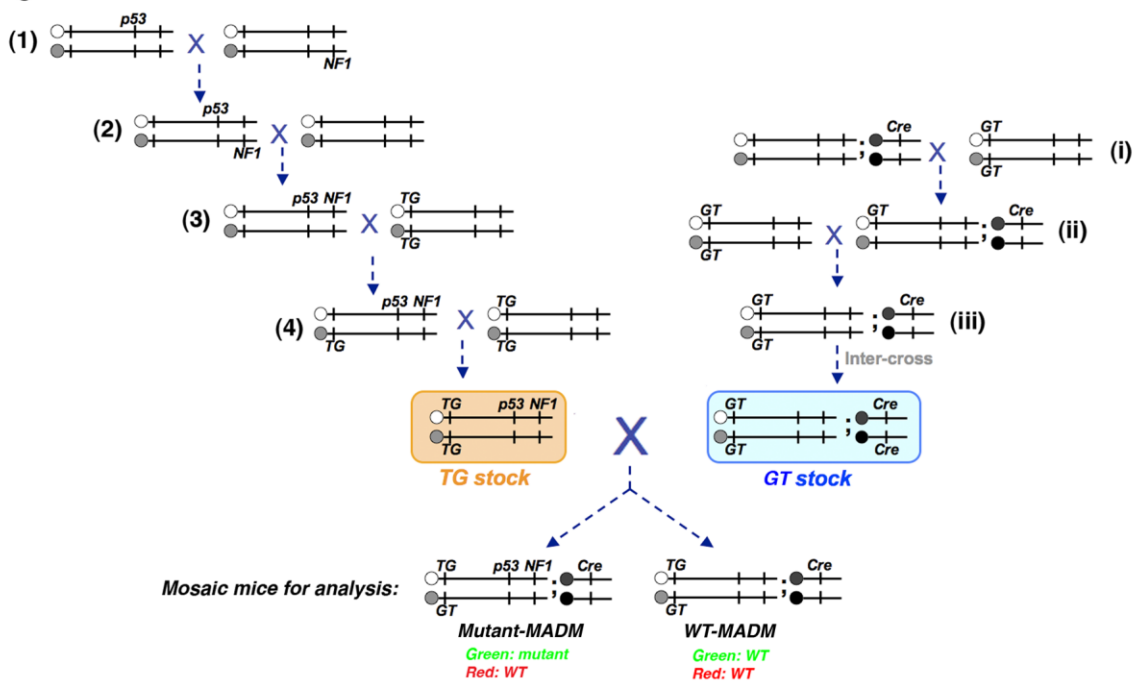 p53
(1) X
NF1
p53
(2) X
NF1
Cre GT
; X (i)
GT
p53 NF1 TG
(3) X
TG
GT GT Cre
X ; (ii)
GT
p53 NF1 TG
(4) X
TG TG
GT Cre
; (iii)
GT
Inter-cross
TG p53 NF1
TG
TG stock
X
GT Cre
;
GT Cre
GT stock
Mosaic mice for analysis:
TG p53 NF1 Cre
;
GT
Mutant-MADM
Green: mutant
Red: WT
TG Cre
;
GT
WT-MADM
Green: WT
Red: WT